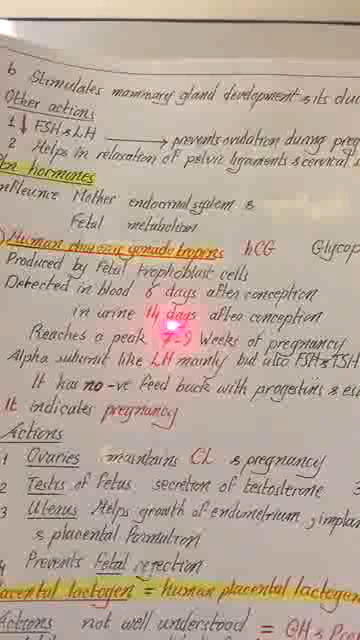 b Stimulates mammary gland development & its duc
Other actions
1 ↓ FSH & LH → prevents ovulation during preg
2 Helps in relaxation of pelvic ligaments & cervical s
hormones
nfluence Mother endocrinal system &
Fetal metabolism
Human chorionic gonadotropens hCG Glycop
Produced by fetal trophoblast cells
Detected in blood 6 days after conception
in urine 14 days after conception
Reaches a peak 7-9 Weeks of pregnancy
Alpha subunit like LH mainly but also FSH & TSH
It has no -ve feed back with progestins & es
It indicates pregnancy
Actions
1 Ovaries maintains CL & pregnancy
2 Testes of fetus secretion of testosterone
3 Uterus Helps growth of endometrium, implan
& placental formation
4 Prevents fetal rejection
lacental lactogen = human placental lactogen
Actions not well understood = GH & Pro